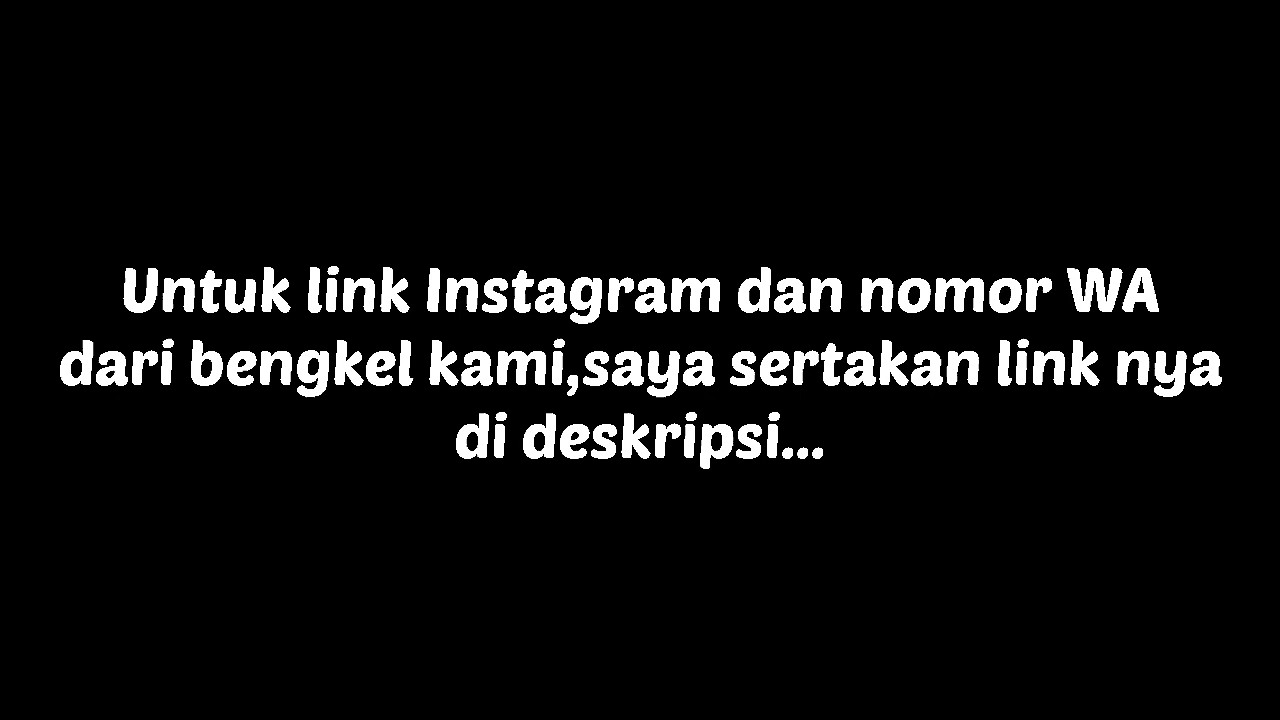 Untuk link Instagram dan nomor WA
dari bengkel kami,saya sertakan link nya
di deskripsi...